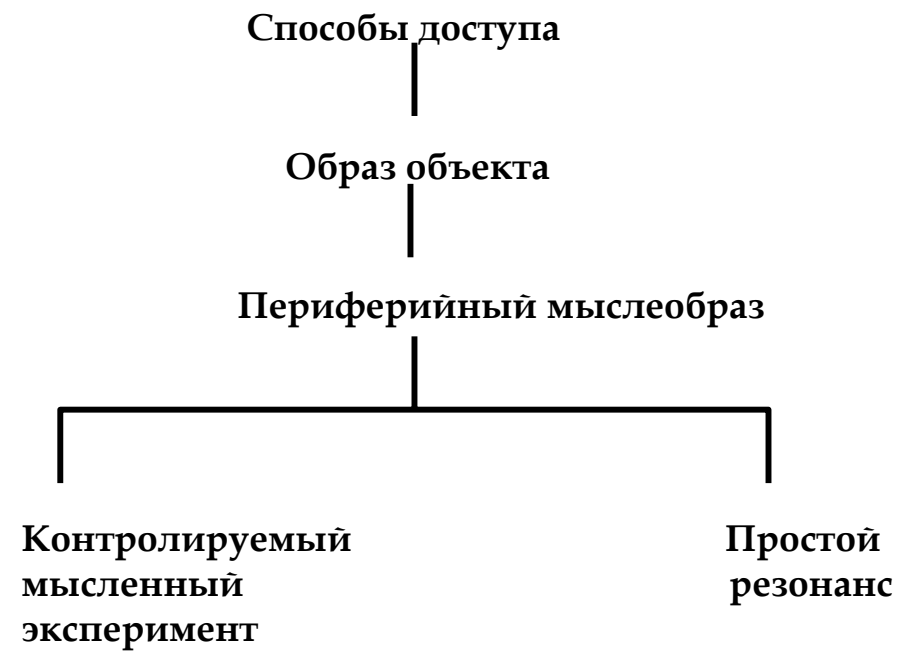 Способы доступа
Образ объекта
Периферийный мыслеобраз
Контролируемый
мысленный
эксперимент
Простой
резонанс